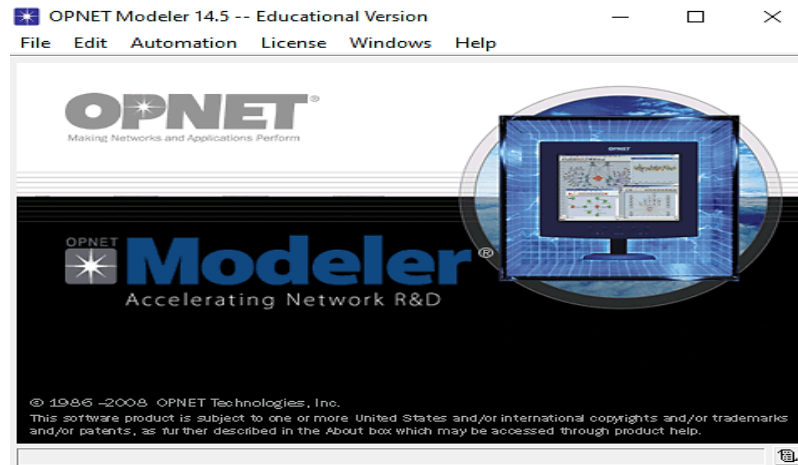 OPNET Modeler 14.5 -- Educational Version
File Edit Automation License Windows Help
OPNET®
Making Networks and Applications Perform
OPNET
OPNET
Modeler®
Accelerating Network R&D
© 1986 -2008 OPNET Technologies, Inc.
This software product is subject to one or more United States and/or international copyrights and/or trademarks
and/or patents, as further described in the About box which may be accessed through product help.